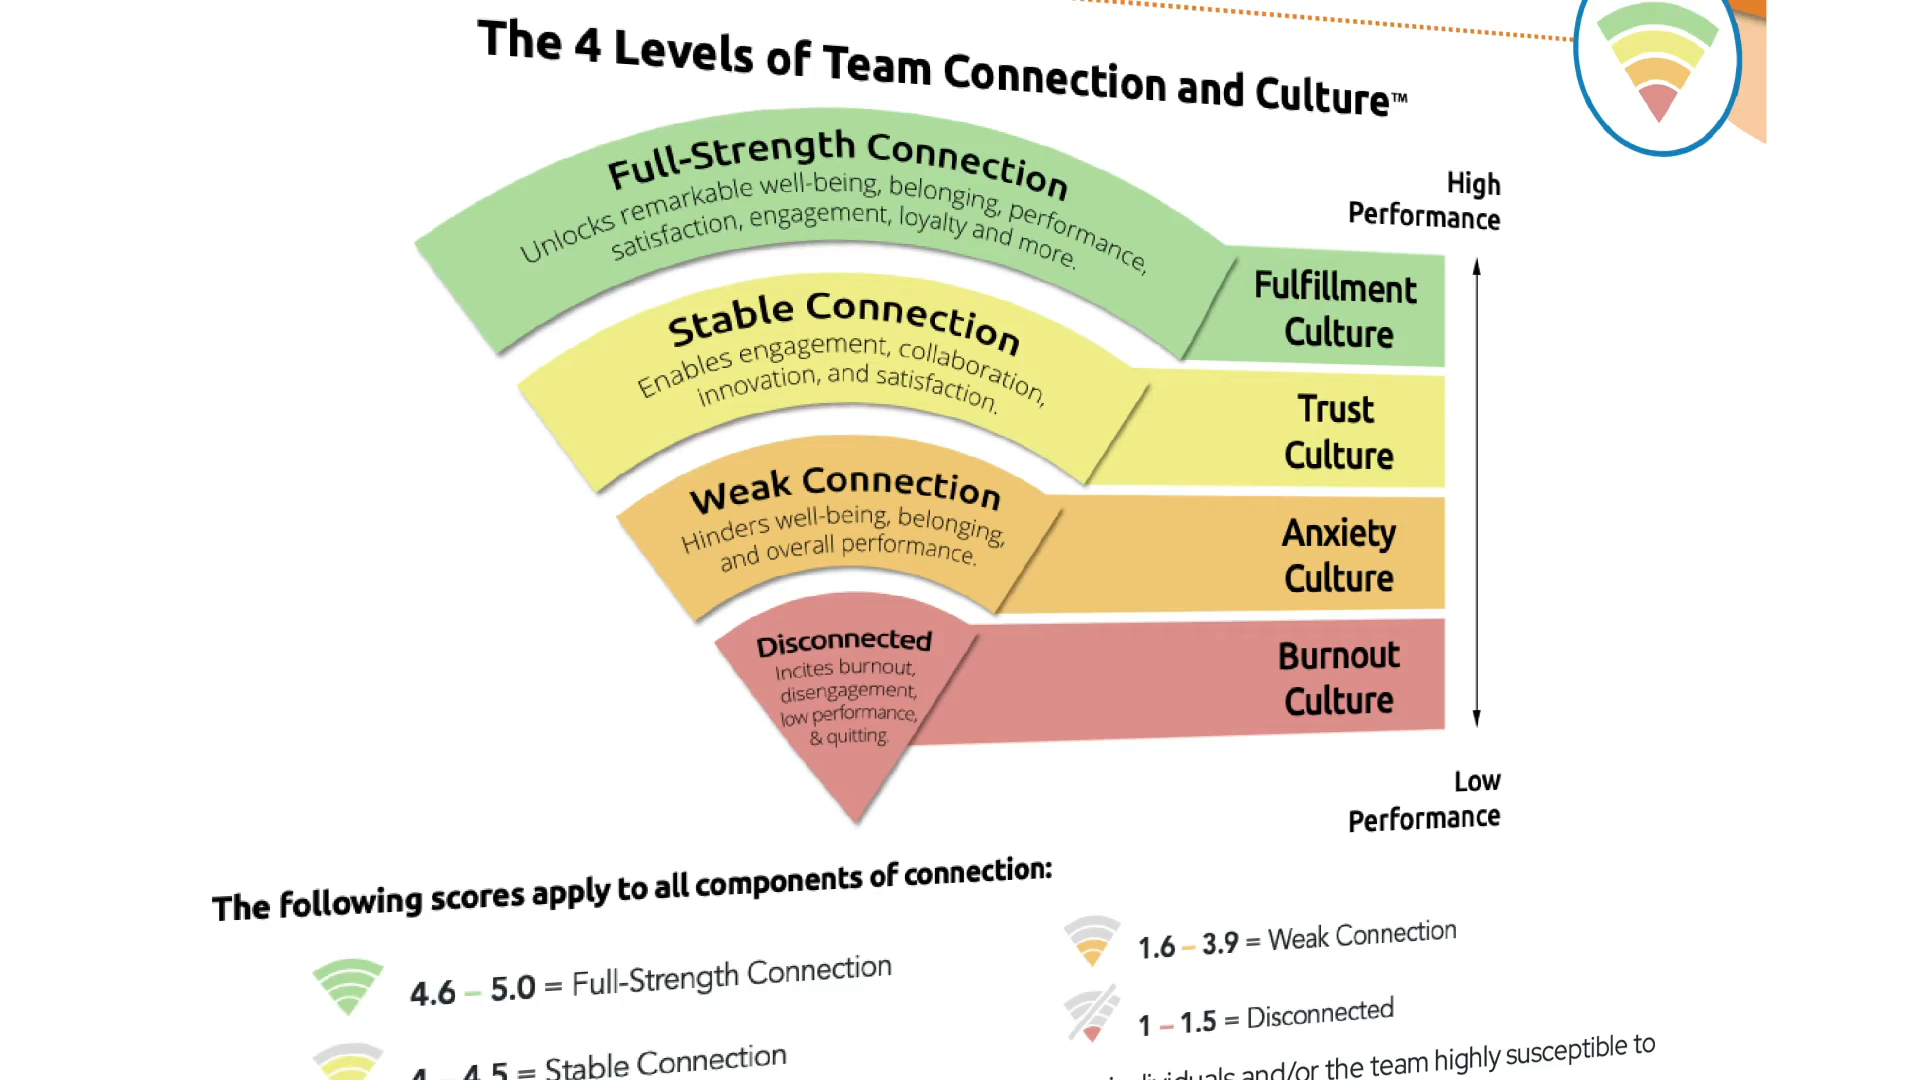 The 4 Levels of Team Connection and Culture™
High
Performance
Full-Strength Connection
Unlocks remarkable well-being, belonging, performance,
satisfaction, engagement, loyalty and more.
Fulfillment
Culture
Stable Connection
Enables engagement, collaboration,
innovation, and satisfaction.
Trust
Culture
Weak Connection
Hinders well-being, belonging,
and overall performance.
Anxiety
Culture
Disconnected
Incites burnout,
disengagement,
low performance,
& quitting.
Burnout
Culture
Low
Performance
The following scores apply to all components of connection:
4.6 – 5.0 = Full-Strength Connection
4 – 4.5 = Stable Connection
1.6 – 3.9 = Weak Connection
1 – 1.5 = Disconnected
and/or the team highly susceptible to